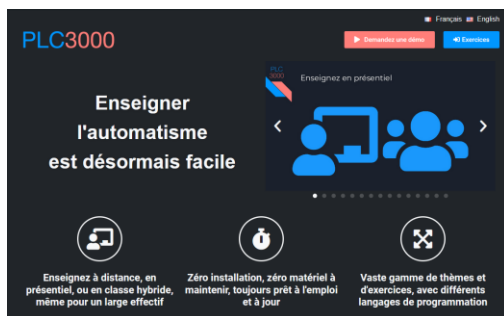 Français English
PLC3000
Demandez une démo
Exercices
PLC
3000
Enseignez en présentiel
Enseigner
l'automatisme
est désormais facile
Enseignez à distance, en
présentiel, ou en classe hybride,
même pour un large effectif
Zéro installation, zéro matériel à
maintenir, toujours prêt à l'emploi
et à jour
Vaste gamme de thèmes et
d'exercices, avec différents
langages de programmation